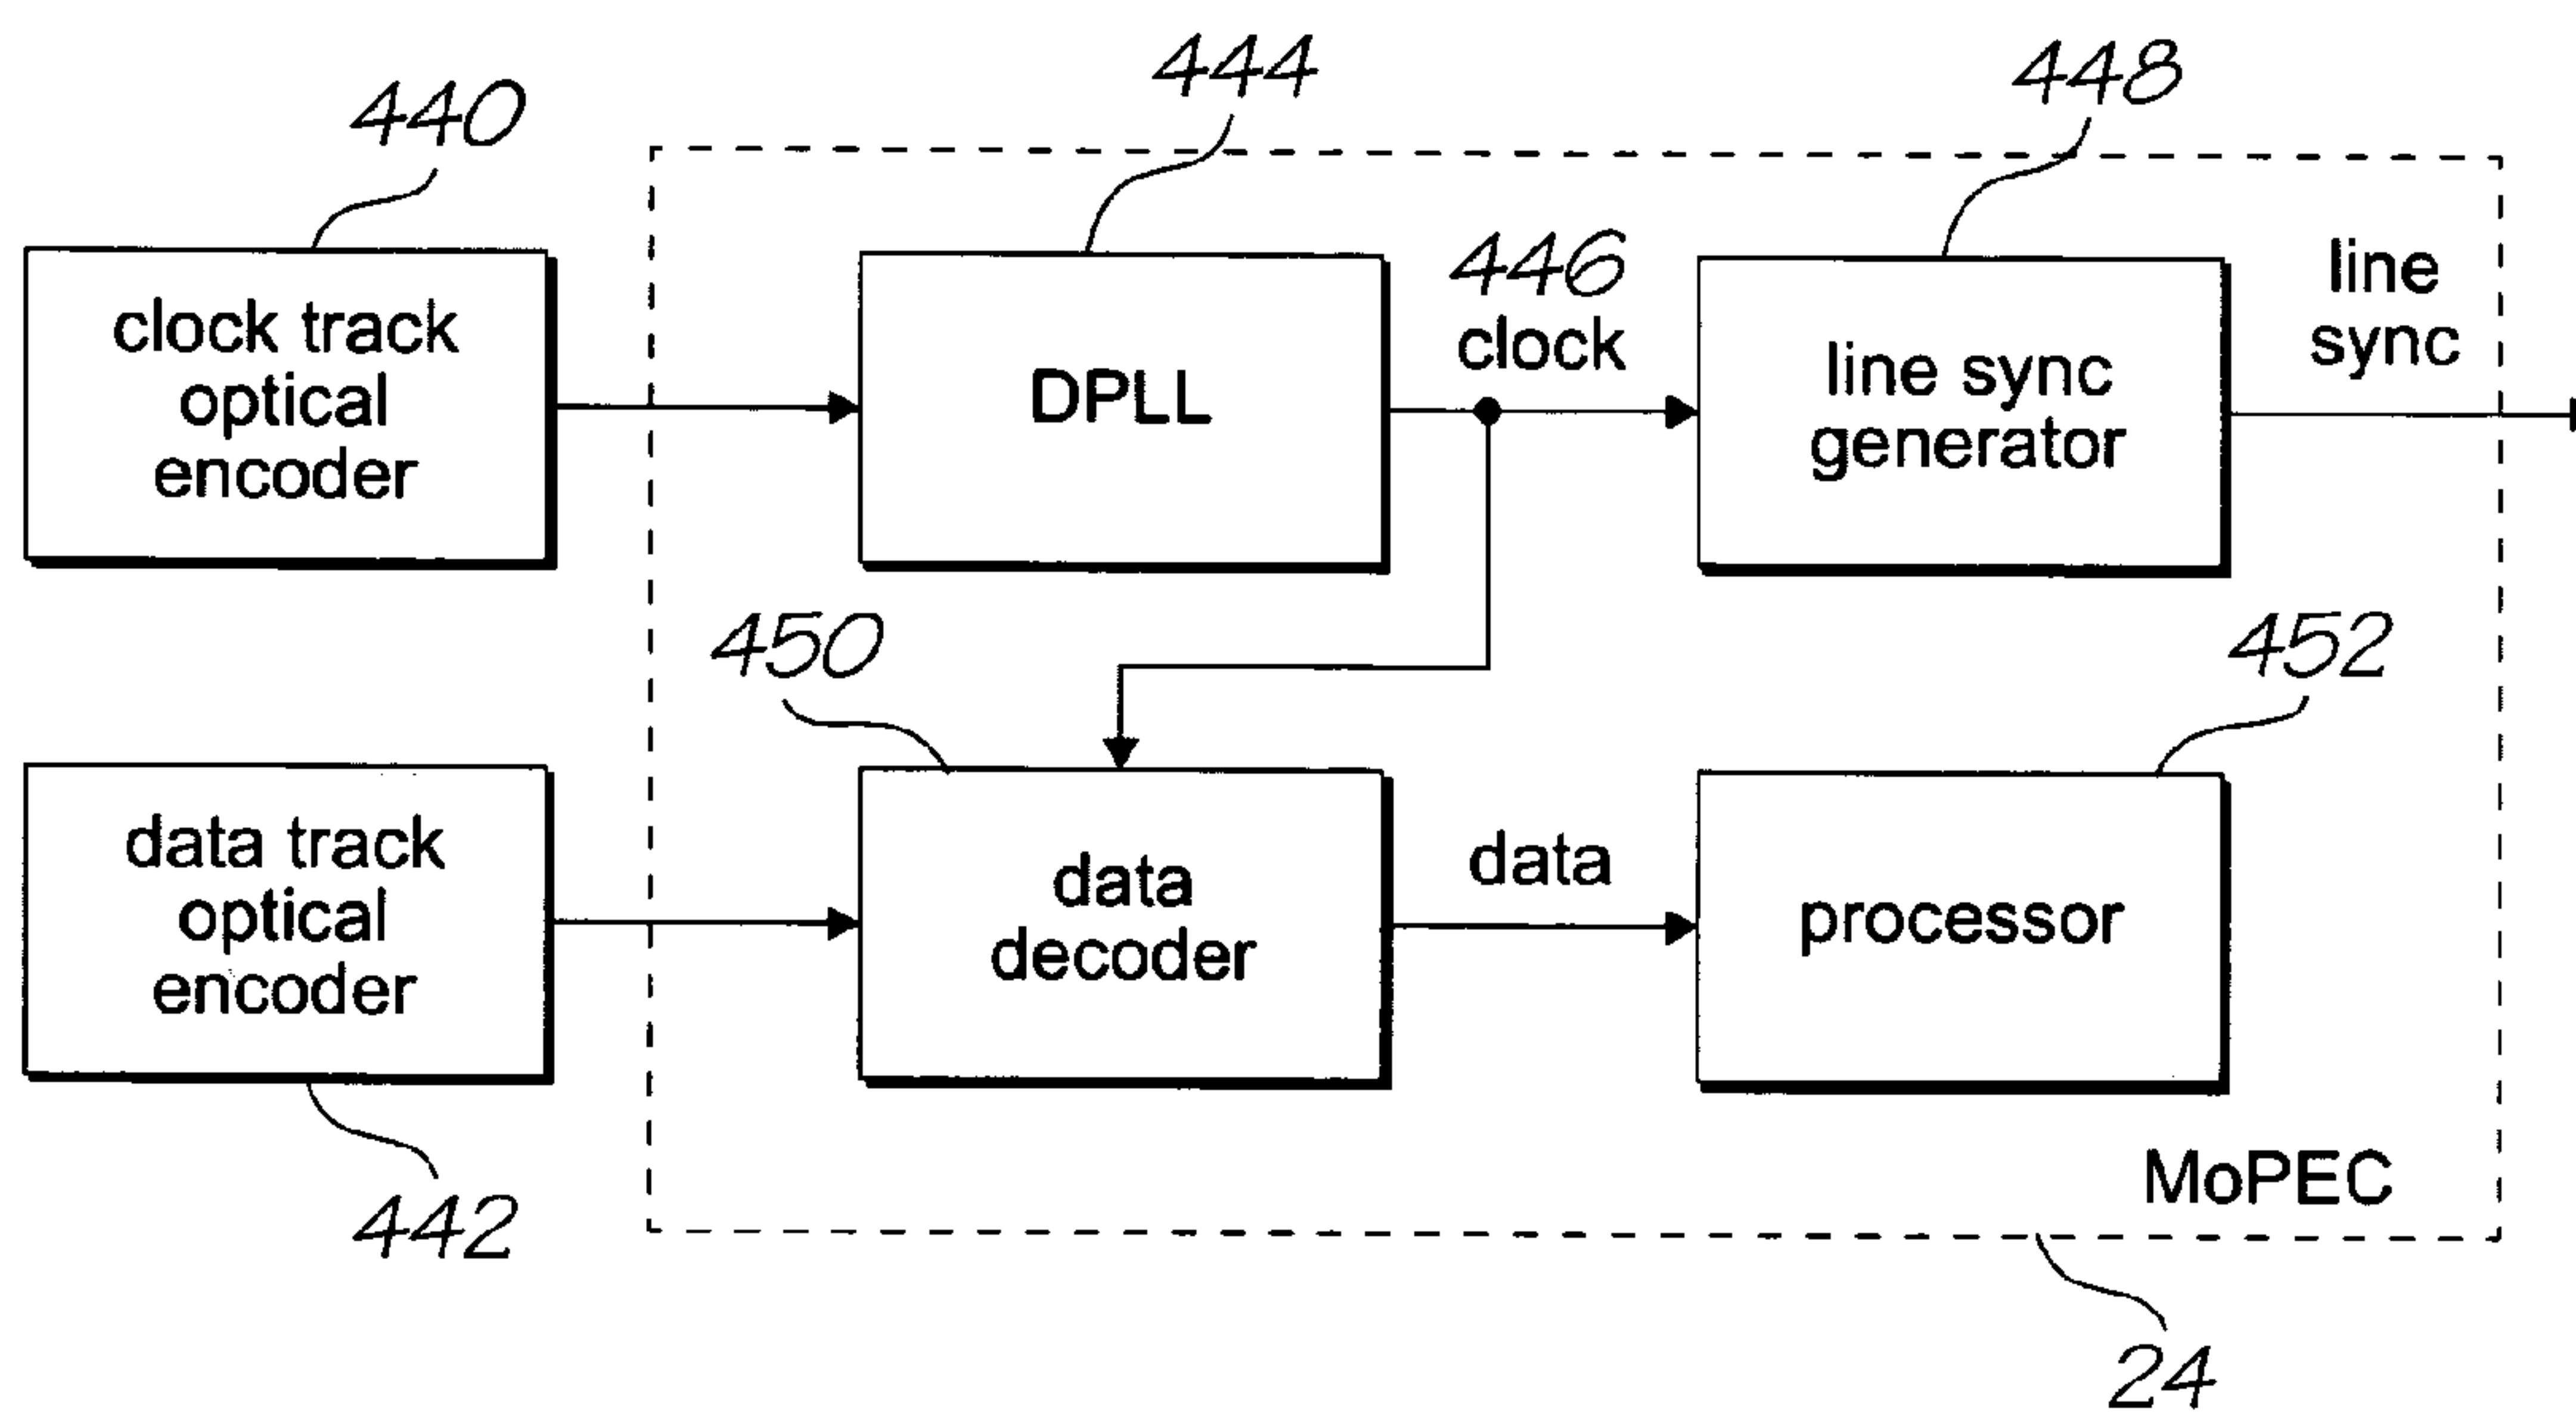 444
448
440
446
clock
line
sync
clock track
optical
encoder
DPLL
line sync
generator
450
452
data track
optical
encoder
data
decoder
data
processor
MoPEC
442
24